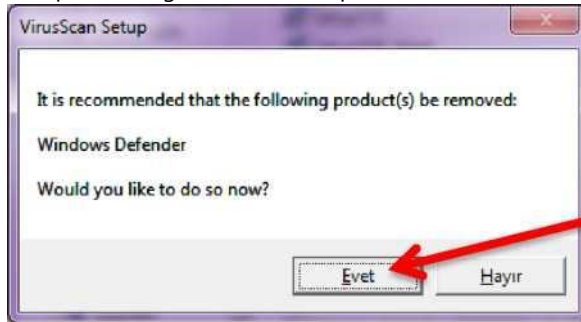 VirusScan Setup
It is recommended that the following product(s) be removed:
Windows Defender
Would you like to do so now?
Evet
Hayır